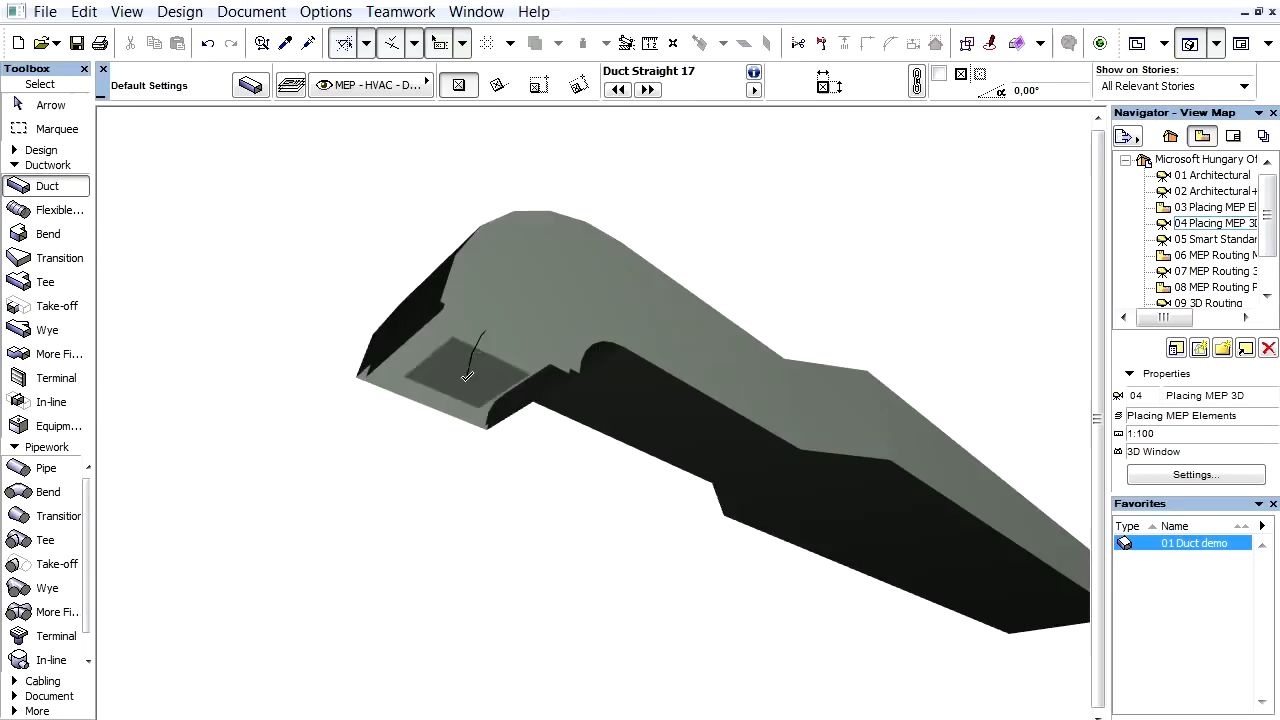 File Edit View Design Document Options Teamwork Window Help
Toolbox
Select
Arrow
Marquee
Design
Ductwork
Duct
Flexible...
Bend
Transition
Tee
Take-off
Wye
More Fi..
Terminal
In-line
Equipm...
Pipework
Pipe
Bend
Transition
Tee
Take-off
Wye
More Fi..
Terminal
In-line
Cabling
Document
More
Default Settings
MEP - HVAC - D...
Duct Straight 17
α 0,00°
Show on Stories:
All Relevant Stories
Navigator - View Map
Microsoft Hungary Of
01 Architectural
02 Architectural+
03 Placing MEP El
04 Placing MEP 3D
05 Smart Standar
06 MEP Routing M
07 MEP Routing 3
08 MEP Routing P
09 3D Routing
Properties
04 Placing MEP 3D
Placing MEP Elements
1:100
3D Window
Settings...
Favorites
Type Name
01 Duct demo